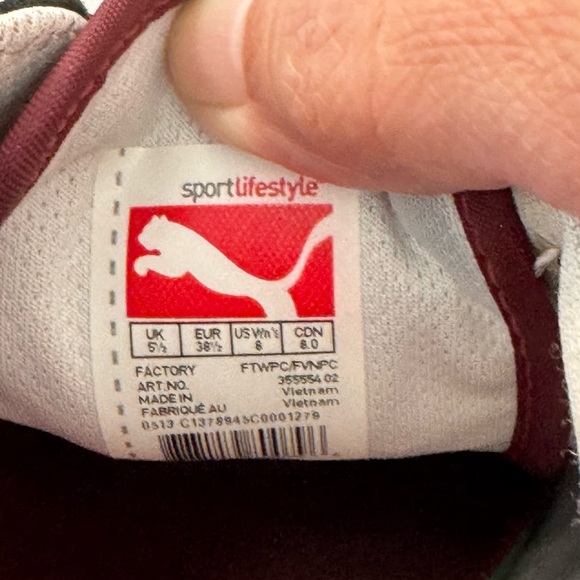 sportlifestyle
UK EUR US Wn's CDN
5½ 38½ 8 8.0
FACTORY FTWPC/FVNPC
ART.NO. 355554 02
MADE IN Vietnam
FABRIQUÉ AU Vietnam
0513 C1378945C0001279